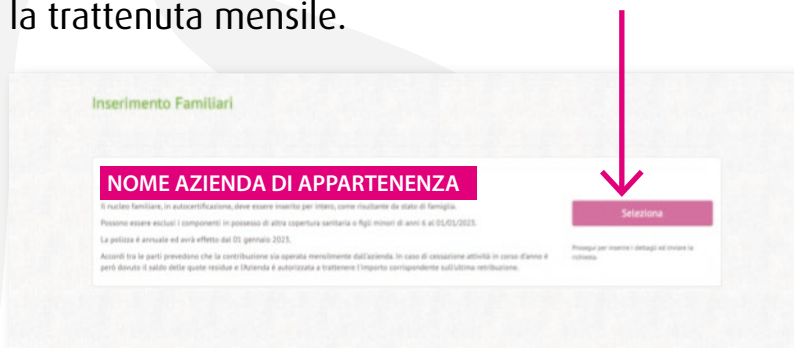 la trattenuta mensile.
Inserimento Familiari
NOME AZIENDA DI APPARTENENZA
Il nucleo familiare, in autocertificazione, deve essere inserito per intero, come risultante da stato di famiglia.
Possono essere esclusi i componenti in possesso di altra copertura sanitaria o figli minori di anni 6 al 01/01/2023.
La polizza è annuale ed avrà effetto dal 01 gennaio 2023.
Accordi tra le parti prevedono che la contribuzione sia operata mensilmente dall'azienda. In caso di cessazione attività in corso d'anno è
però dovuto il saldo delle quote residue e l'Azienda è autorizzata a trattenere l'importo corrispondente sull'ultima retribuzione.
Seleziona
Prosegui per inserire i dettagli ed inviare la
richiesta.